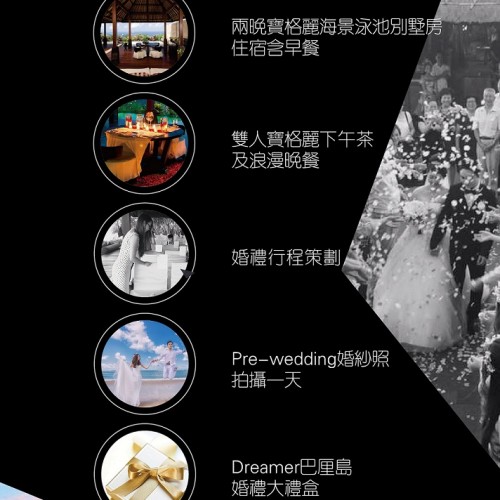 兩晚寶格麗海景泳池別墅房
住宿含早餐
雙人寶格麗下午茶
及浪漫晚餐
婚禮行程策劃
Pre-wedding婚紗照
拍攝一天
Dreamer巴厘島
婚禮大禮盒